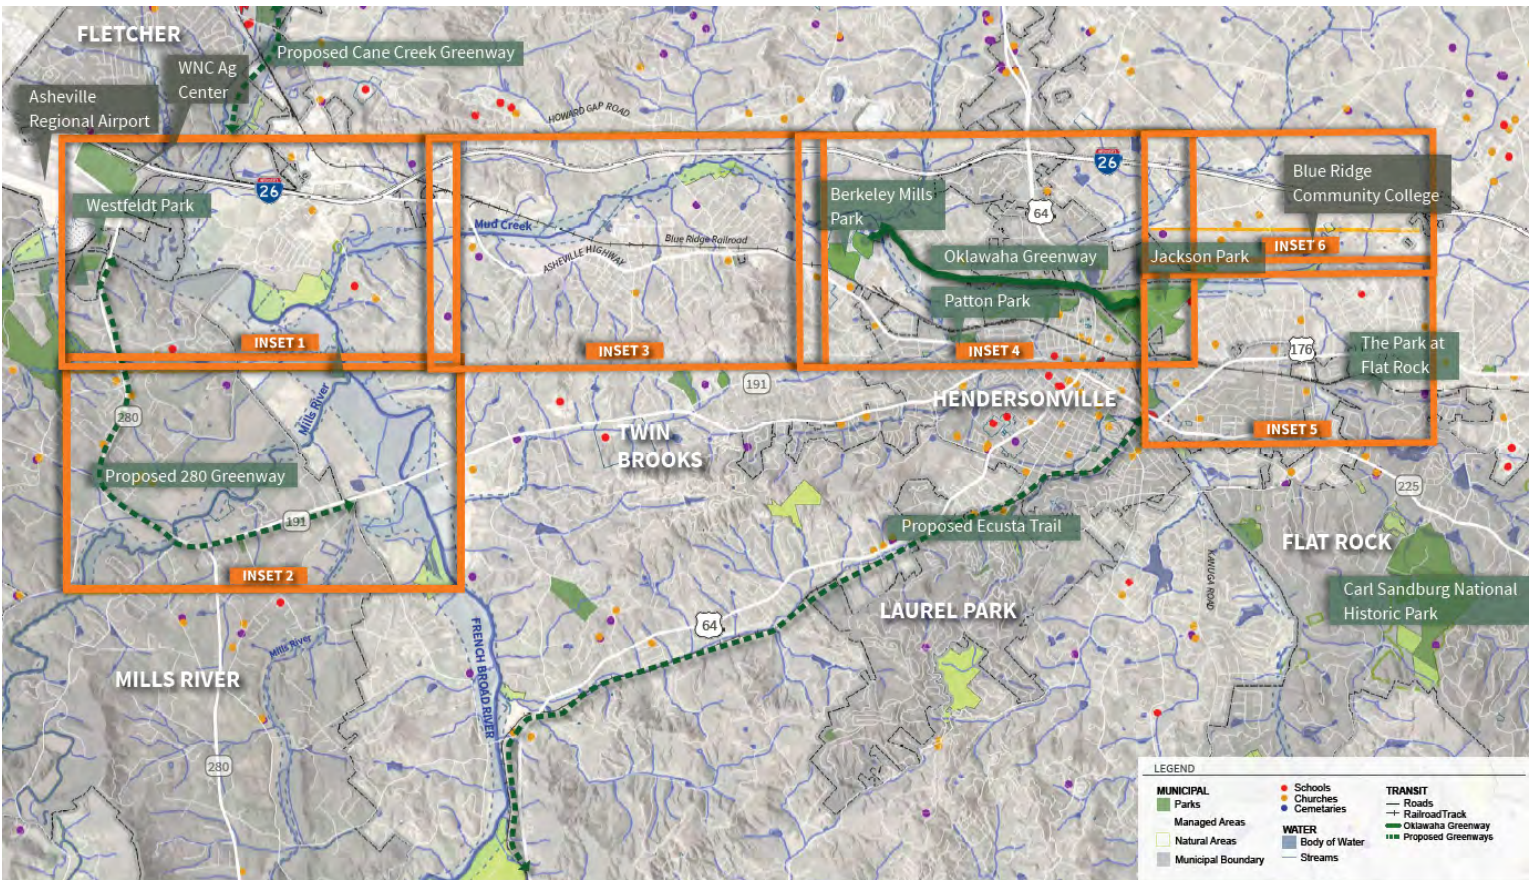 FLETCHER
Proposed Cane Creek Greenway
WNC Ag
Center
Asheville
Regional Airport
HOWARD GAP ROAD
26
26
Blue Ridge
Community College
Westfeldt Park
Berkeley Mills
Park
64
Mud Creek
Blue Ridge Railroad
ASHEVILLE HIGHWAY
Oklawaha Greenway
Jackson Park
INSET 6
Patton Park
INSET 1
INSET 3
INSET 4
176
The Park at
Flat Rock
191
HENDERSONVILLE
Mills River
280
TWIN
BROOKS
INSET 5
Proposed 280 Greenway
225
191
Proposed Ecusta Trail
FLAT ROCK
INSET 2
KANUGA ROAD
Carl Sandburg National
Historic Park
LAUREL PARK
64
Mills River
FRENCH BROAD RIVER
MILLS RIVER
280
LEGEND
MUNICIPAL
Parks
Managed Areas
Natural Areas
Municipal Boundary
Schools
Churches
Cemetaries
WATER
Body of Water
Streams
TRANSIT
Roads
RailroadTrack
Oklawaha Greenway
Proposed Greenways